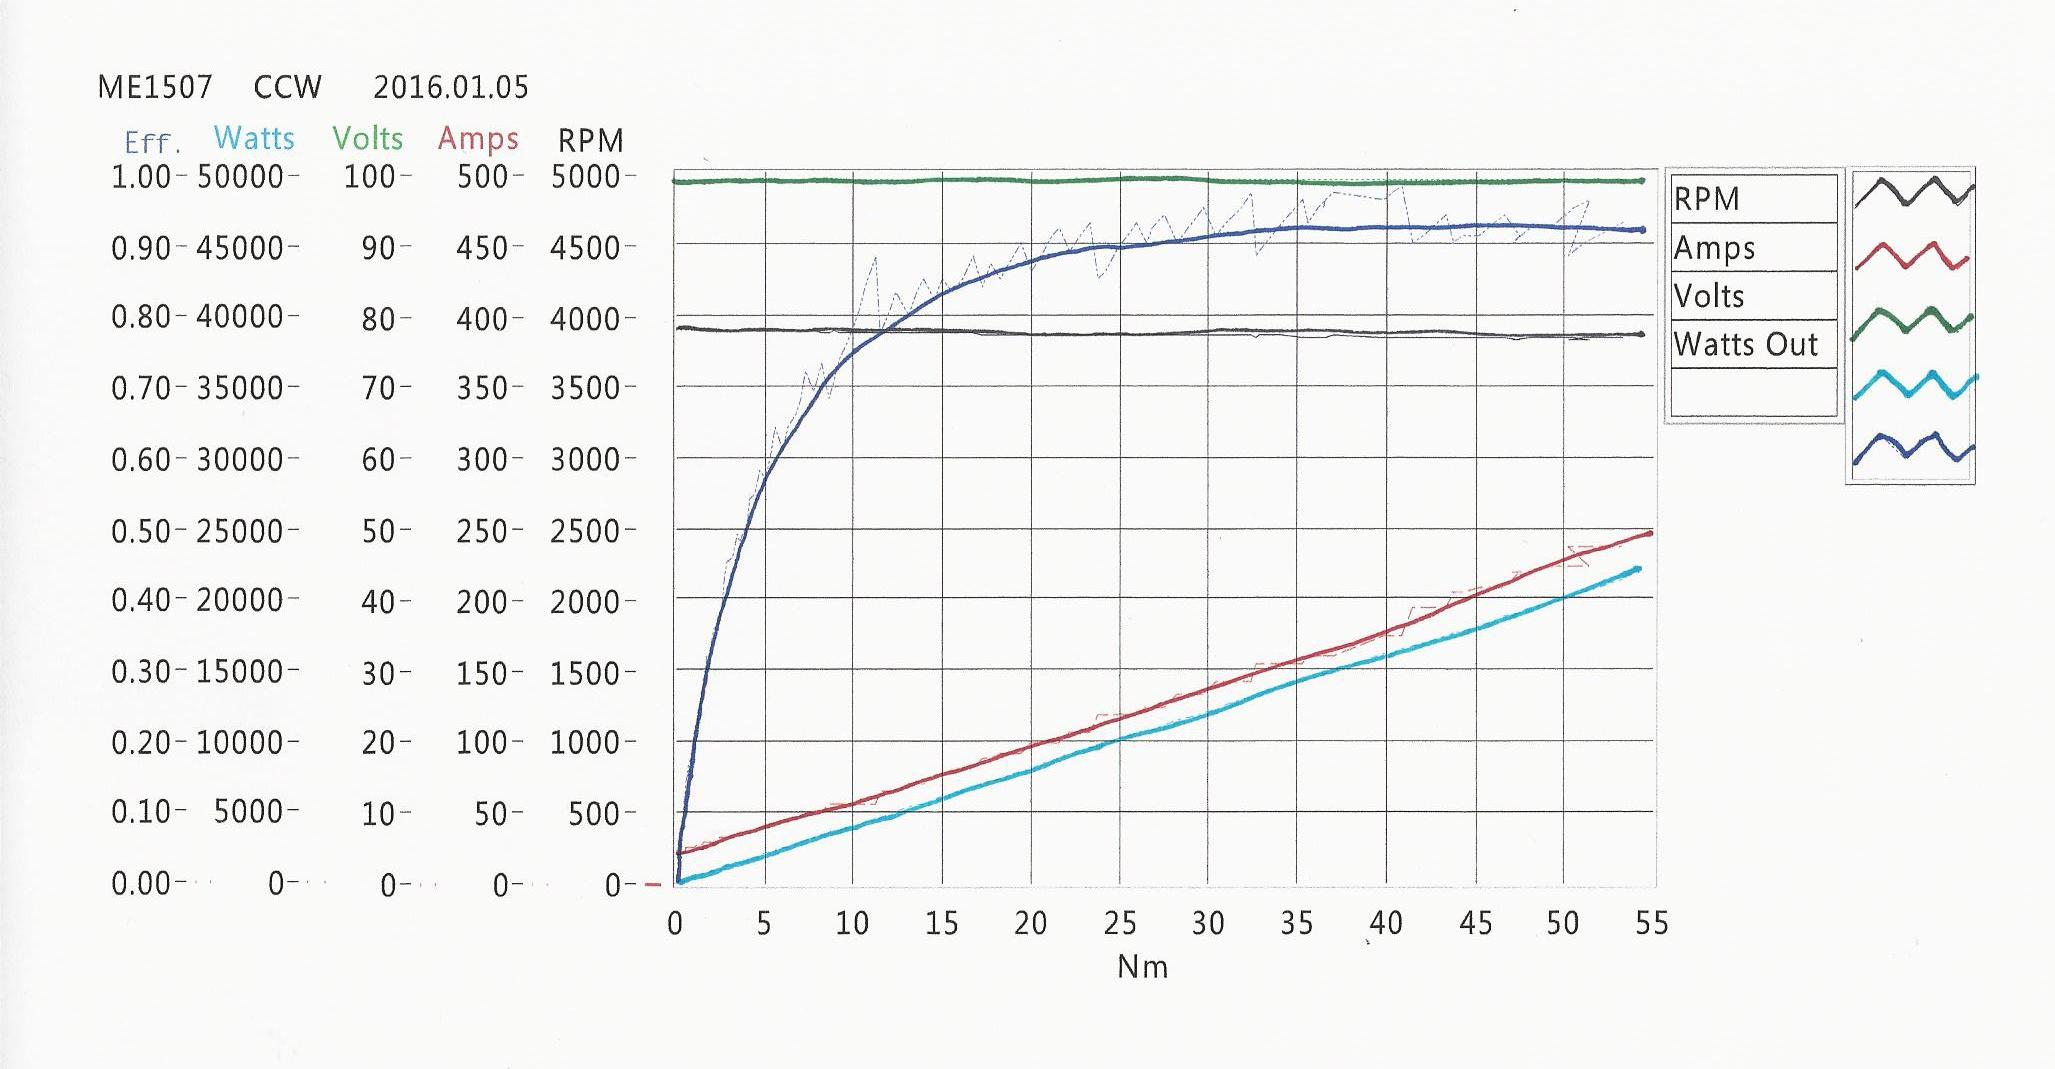 ME1507 CCW 2016.01.05
Eff. Watts Volts Amps RPM
1.00- 50000- 100- 500- 5000-
0.90- 45000- 90- 450- 4500-
0.80- 40000- 80- 400- 4000-
0.70- 35000- 70- 350- 3500-
0.60- 30000- 60- 300- 3000-
0.50- 25000- 50- 250- 2500-
0.40- 20000- 40- 200- 2000-
0.30- 15000- 30- 150- 1500-
0.20- 10000- 20- 100- 1000-
0.10- 5000- 10- 50- 500-
0.00- 0- 0- 0- 0-
0 5 10 15 20 25 30 35 40 45 50 55
Nm
RPM
Amps
Volts
Watts Out